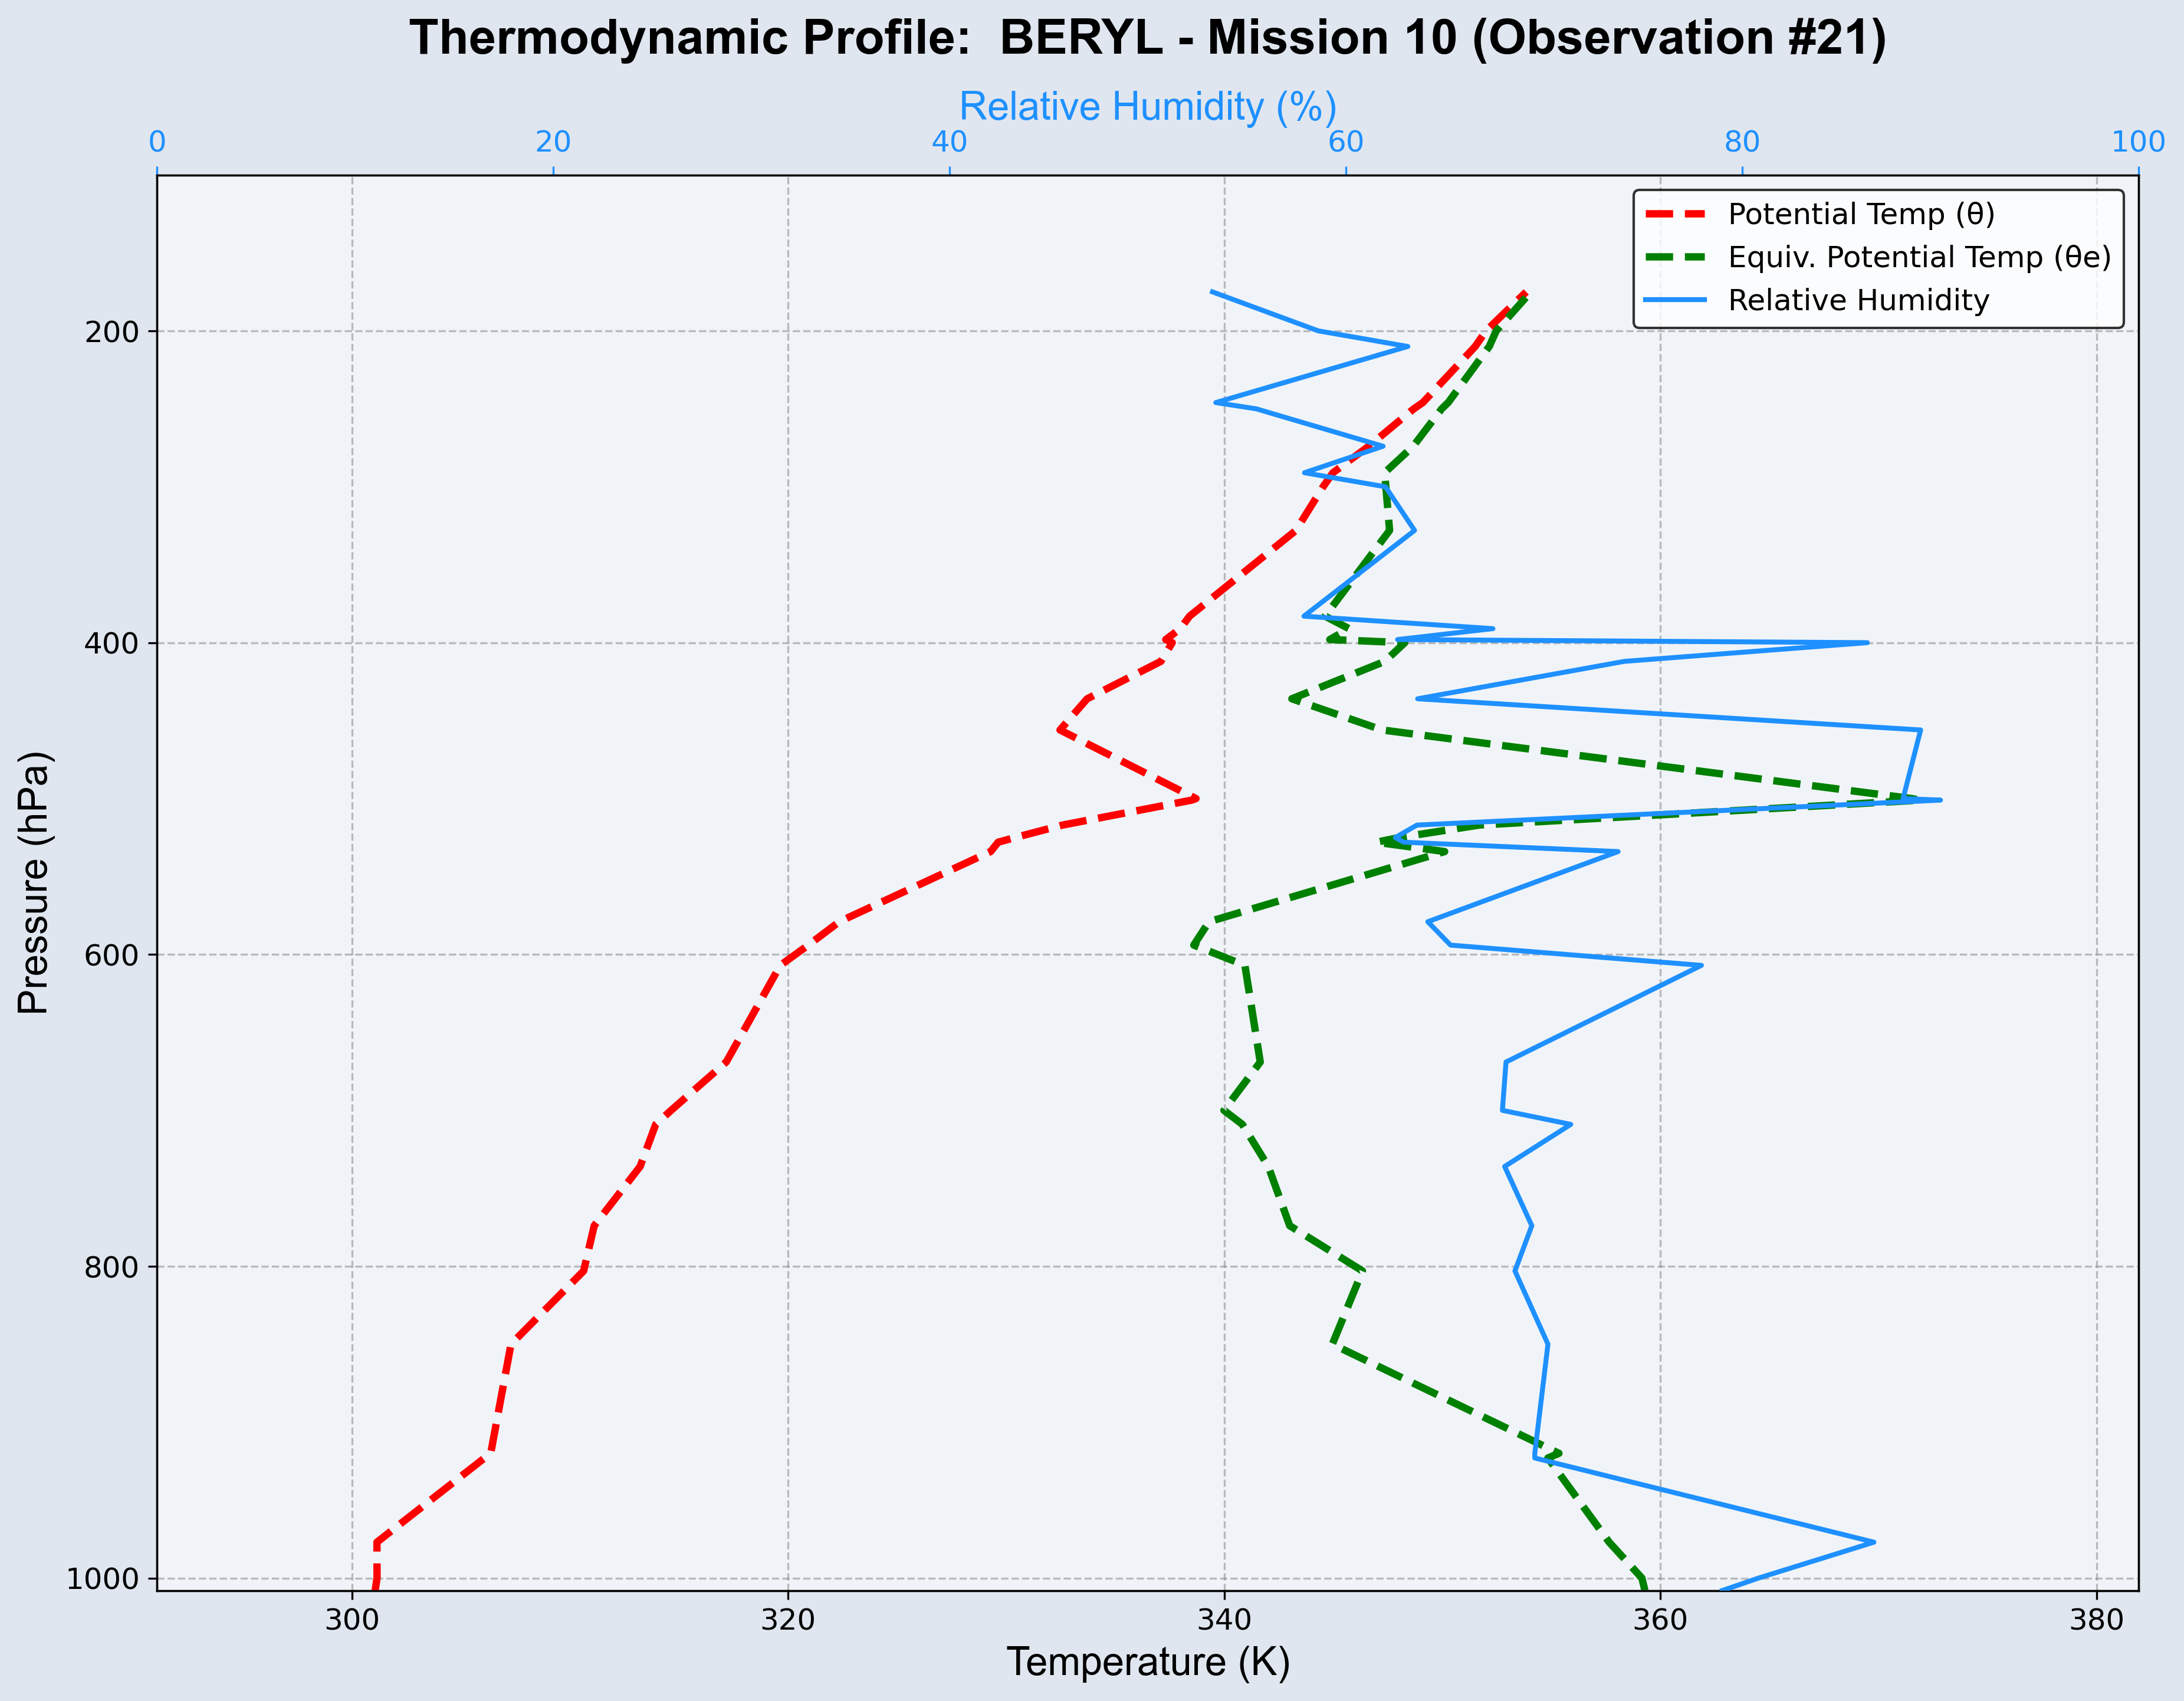 Thermodynamic Profile:  BERYL - Mission 10 (Observation #21)
Relative Humidity (%)
0 20 40 60 80 100
Potential Temp (θ)
Equiv. Potential Temp (θe)
Relative Humidity
Pressure (hPa)
200
400
600
800
1000
300 320 340 360 380
Temperature (K)